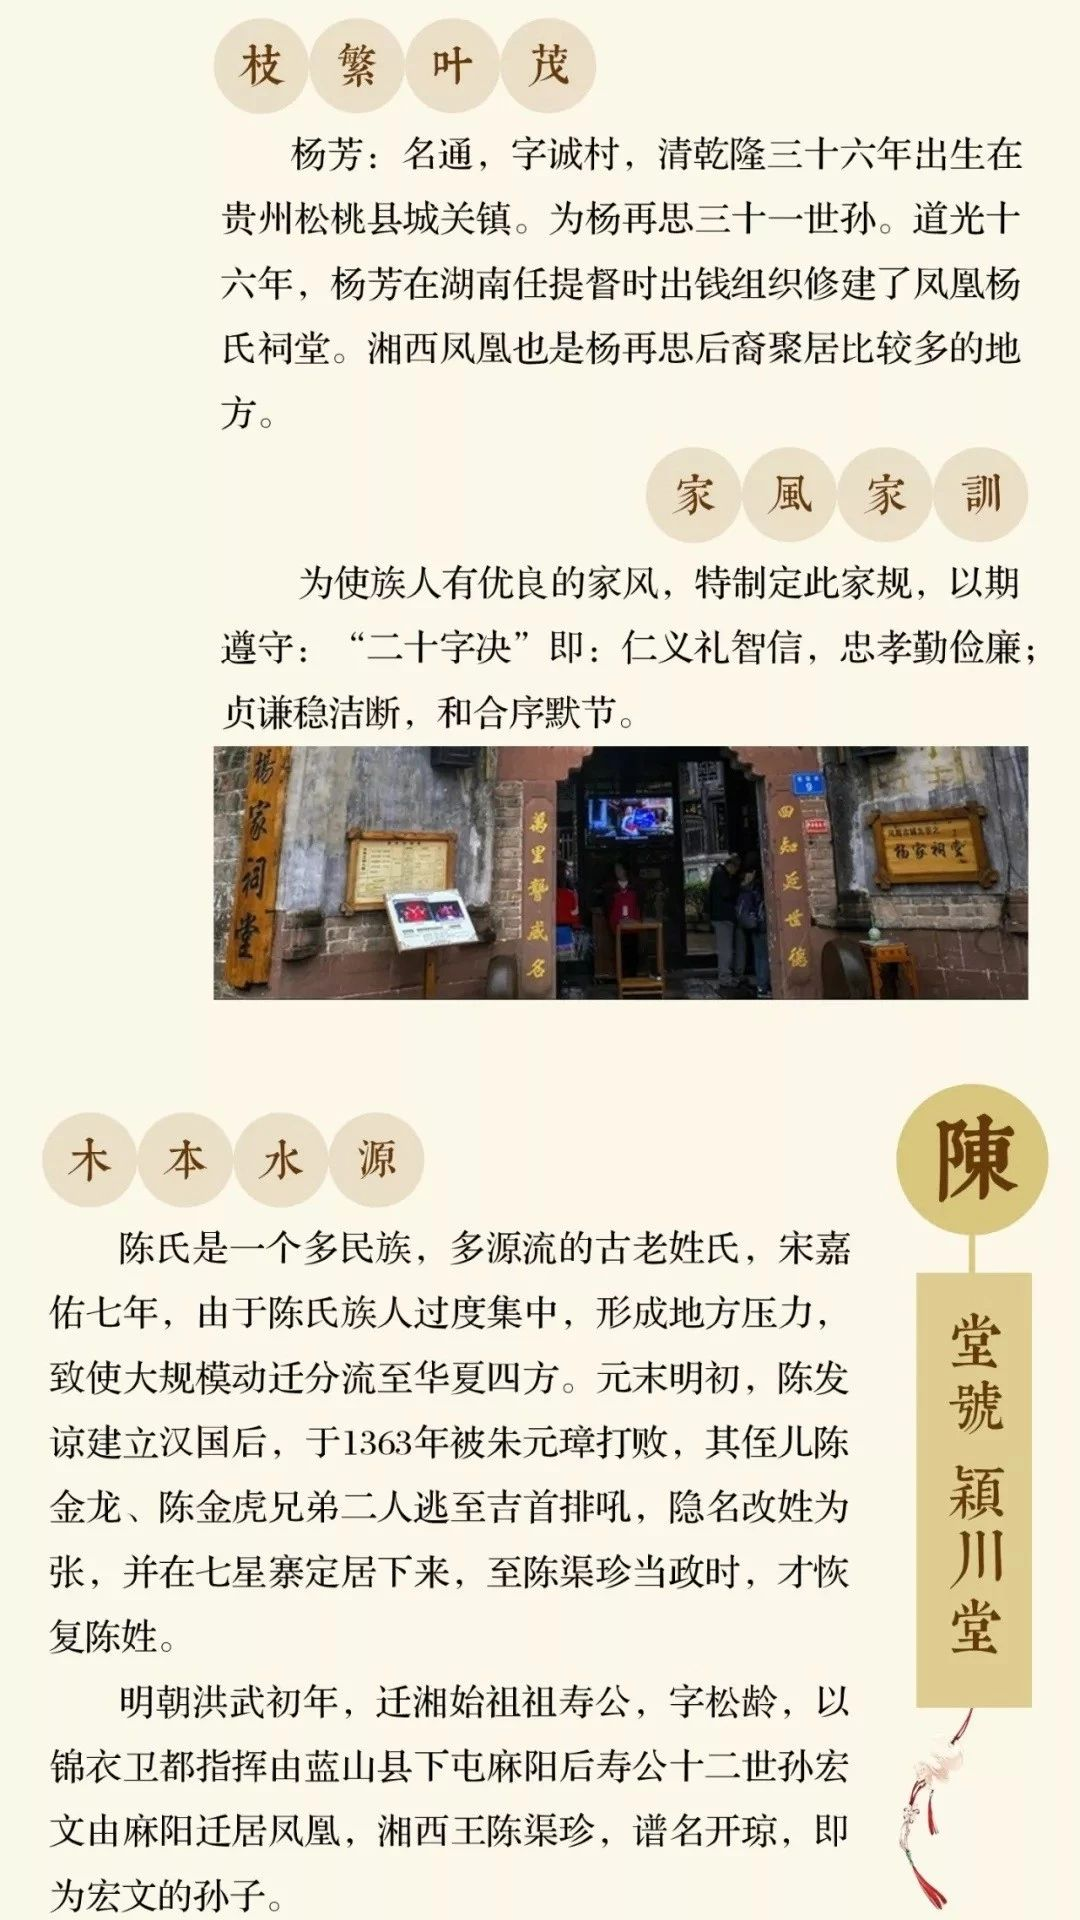 枝繁叶茂
杨芳：名通，字诚村，清乾隆三十六年出生在
贵州松桃县城关镇。为杨再思三十一世孙。道光十
六年，杨芳在湖南任提督时出钱组织修建了凤凰杨
氏祠堂。湘西凤凰也是杨再思后裔聚居比较多的地
方。
家風家訓
为使族人有优良的家风，特制定此家规，以期
遵守：“二十字决”即：仁义礼智信，忠孝勤俭廉；
贞谦稳洁断，和合序默节。
楊家祠堂
萬里聲威名
四知延世德
9
凤凰古城九景之一
杨家祠堂
陳
堂號 穎川堂
木本水源
陈氏是一个多民族，多源流的古老姓氏，宋嘉
佑七年，由于陈氏族人过度集中，形成地方压力，
致使大规模动迁分流至华夏四方。元末明初，陈发
谅建立汉国后，于1363年被朱元璋打败，其侄儿陈
金龙、陈金虎兄弟二人逃至吉首排吼，隐名改姓为
张，并在七星寨定居下来，至陈渠珍当政时，才恢
复陈姓。
明朝洪武初年，迁湘始祖祖寿公，字松龄，以
锦衣卫都指挥由蓝山县下屯麻阳后寿公十二世孙宏
文由麻阳迁居凤凰，湘西王陈渠珍，谱名开琼，即
为宏文的孙子。